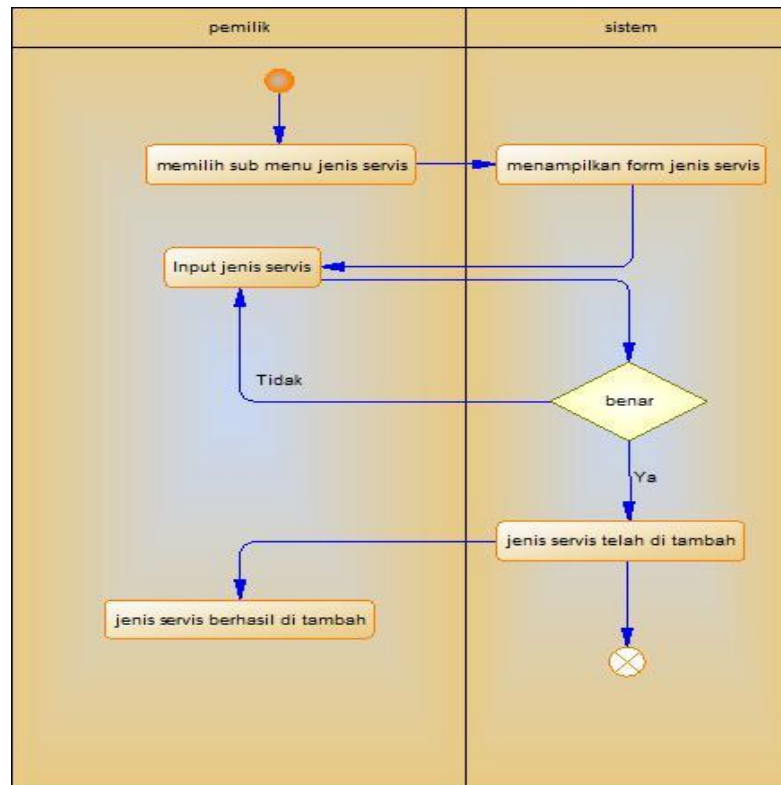 pemilik
sistem
memilih sub menu jenis servis
menampilkan form jenis servis
Input jenis servis
Tidak
benar
Ya
jenis servis telah di tambah
jenis servis berhasil di tambah